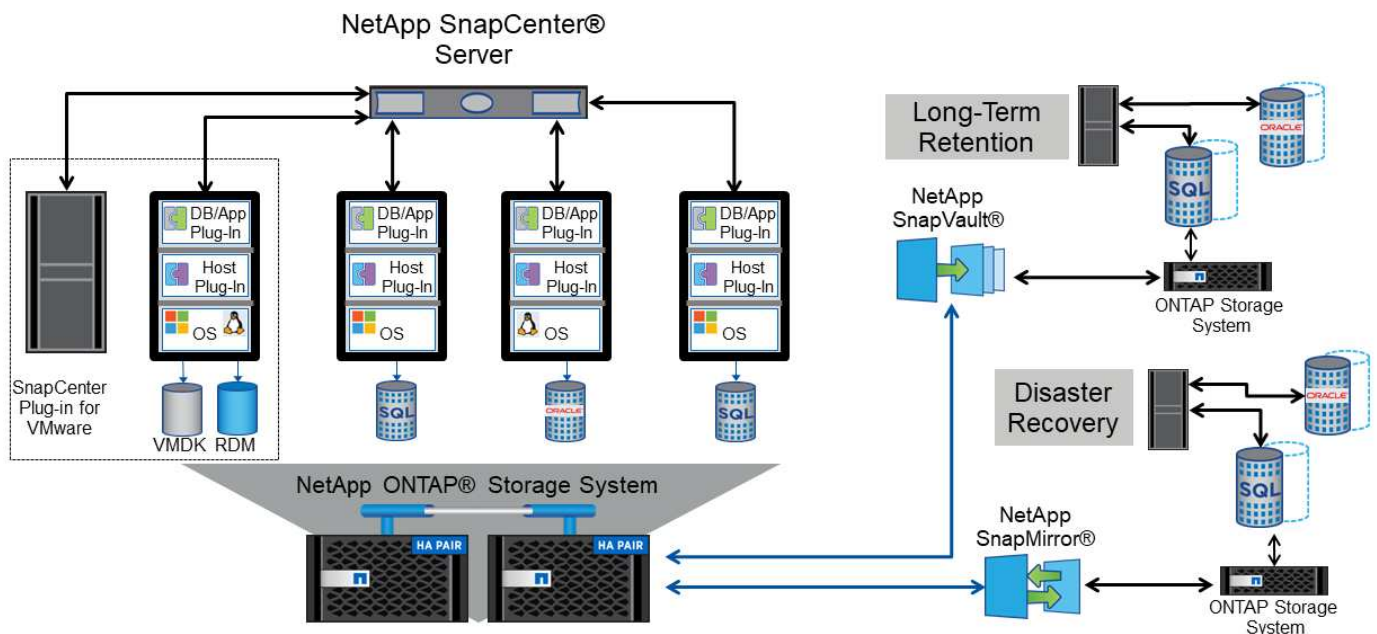 NetApp SnapCenter®
Server
DB/App
Plug-In
Host
Plug-In
OS
DB/App
Plug-In
Host
Plug-In
OS
DB/App
Plug-In
Host
Plug-In
OS
DB/App
Plug-In
Host
Plug-In
OS
SnapCenter
Plug-in for
VMware
VMDK
RDM
SQL
ORACLE
SQL
NetApp ONTAP® Storage System
HA PAIR
HA PAIR
Long-Term
Retention
ORACLE
SQL
NetApp
SnapVault®
ONTAP Storage
System
Disaster
Recovery
ORACLE
SQL
NetApp
SnapMirror®
ONTAP Storage
System